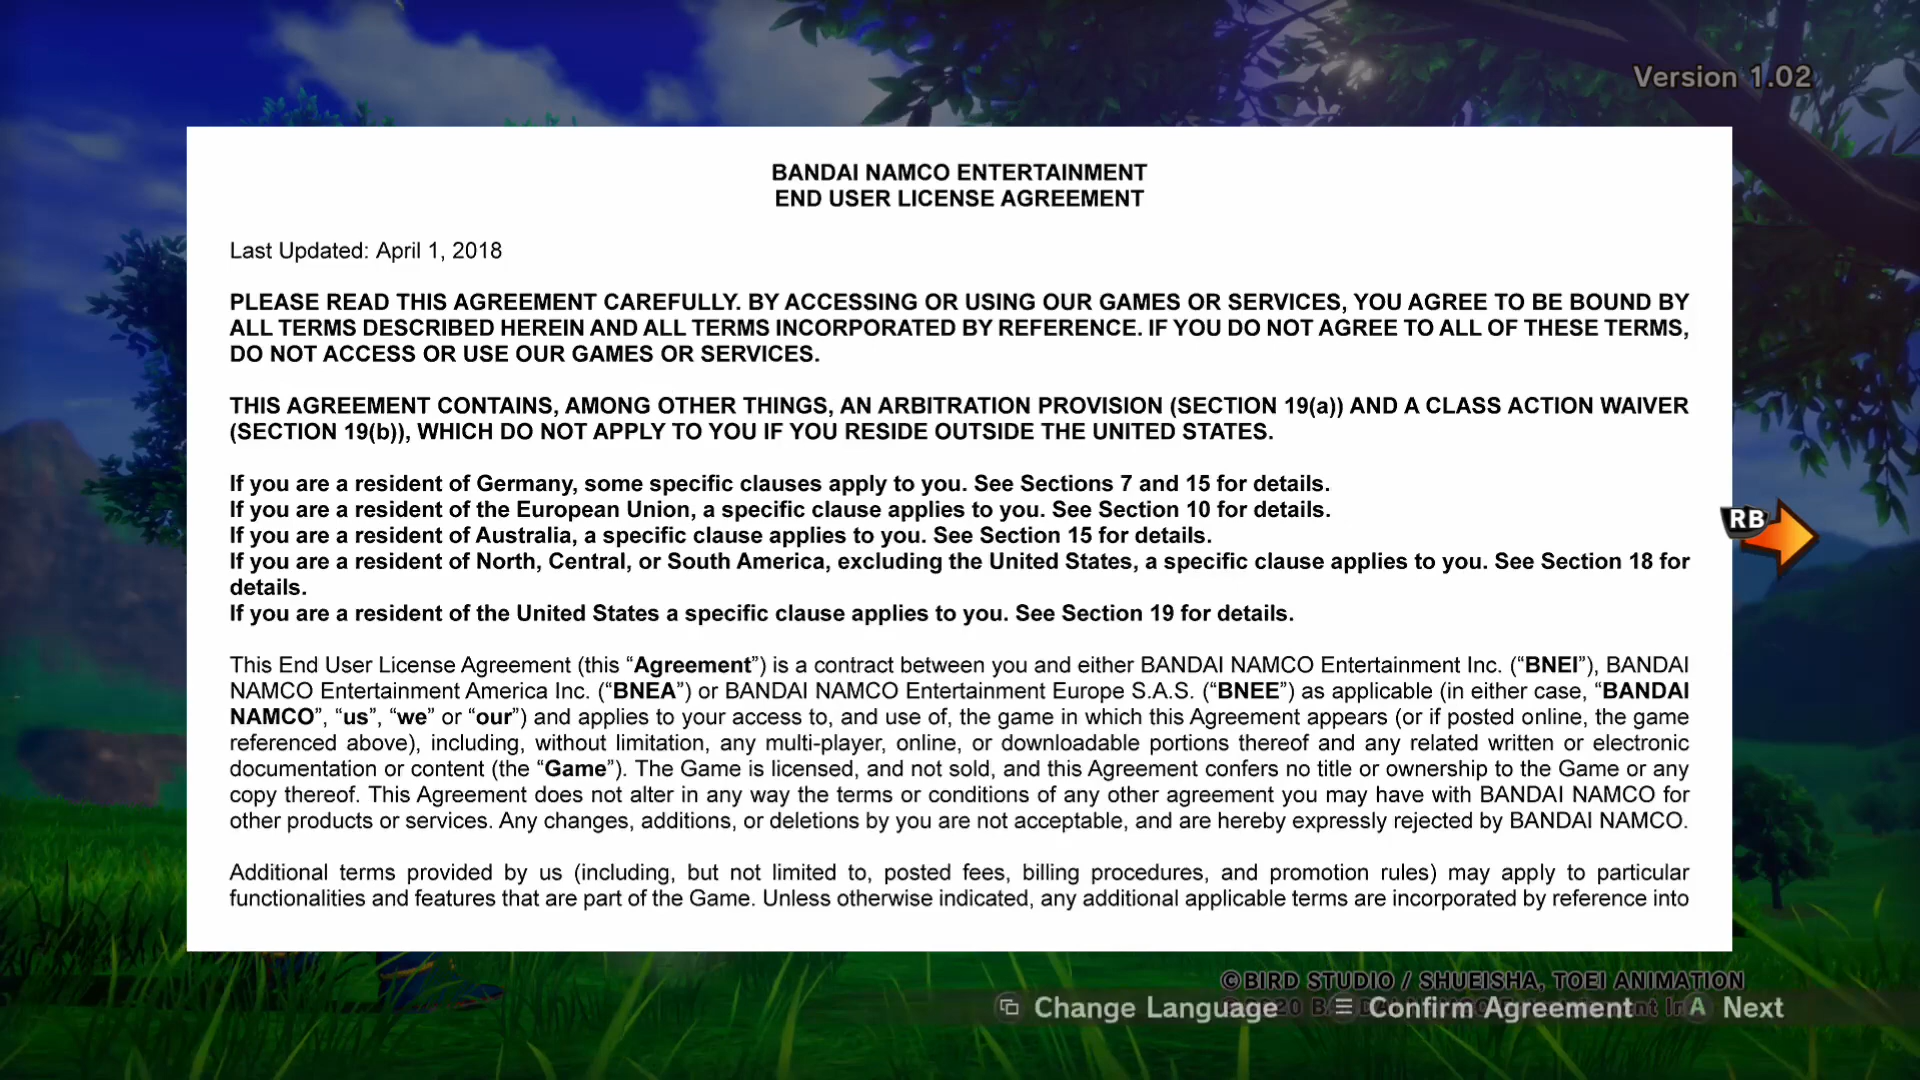 Version 1.02
BANDAI NAMCO ENTERTAINMENT
END USER LICENSE AGREEMENT
Last Updated: April 1, 2018
PLEASE READ THIS AGREEMENT CAREFULLY. BY ACCESSING OR USING OUR GAMES OR SERVICES, YOU AGREE TO BE BOUND BY
ALL TERMS DESCRIBED HEREIN AND ALL TERMS INCORPORATED BY REFERENCE. IF YOU DO NOT AGREE TO ALL OF THESE TERMS,
DO NOT ACCESS OR USE OUR GAMES OR SERVICES.
THIS AGREEMENT CONTAINS, AMONG OTHER THINGS, AN ARBITRATION PROVISION (SECTION 19(a)) AND A CLASS ACTION WAIVER
(SECTION 19(b)), WHICH DO NOT APPLY TO YOU IF YOU RESIDE OUTSIDE THE UNITED STATES.
If you are a resident of Germany, some specific clauses apply to you. See Sections 7 and 15 for details.
If you are a resident of the European Union, a specific clause applies to you. See Section 10 for details.
If you are a resident of Australia, a specific clause applies to you. See Section 15 for details.
If you are a resident of North, Central, or South America, excluding the United States, a specific clause applies to you. See Section 18 for
details.
If you are a resident of the United States a specific clause applies to you. See Section 19 for details.
This End User License Agreement (this “Agreement”) is a contract between you and either BANDAI NAMCO Entertainment Inc. (“BNEI”), BANDAI
NAMCO Entertainment America Inc. (“BNEA”) or BANDAI NAMCO Entertainment Europe S.A.S. (“BNEE”) as applicable (in either case, “BANDAI
NAMCO”, “us”, “we” or “our”) and applies to your access to, and use of, the game in which this Agreement appears (or if posted online, the game
referenced above), including, without limitation, any multi-player, online, or downloadable portions thereof and any related written or electronic
documentation or content (the “Game”). The Game is licensed, and not sold, and this Agreement confers no title or ownership to the Game or any
copy thereof. This Agreement does not alter in any way the terms or conditions of any other agreement you may have with BANDAI NAMCO for
other products or services. Any changes, additions, or deletions by you are not acceptable, and are hereby expressly rejected by BANDAI NAMCO.
Additional terms provided by us (including, but not limited to, posted fees, billing procedures, and promotion rules) may apply to particular
functionalities and features that are part of the Game. Unless otherwise indicated, any additional applicable terms are incorporated by reference into
RB
©BIRD STUDIO / SHUEISHA, TOEI ANIMATION
Change Language Confirm Agreement A Next